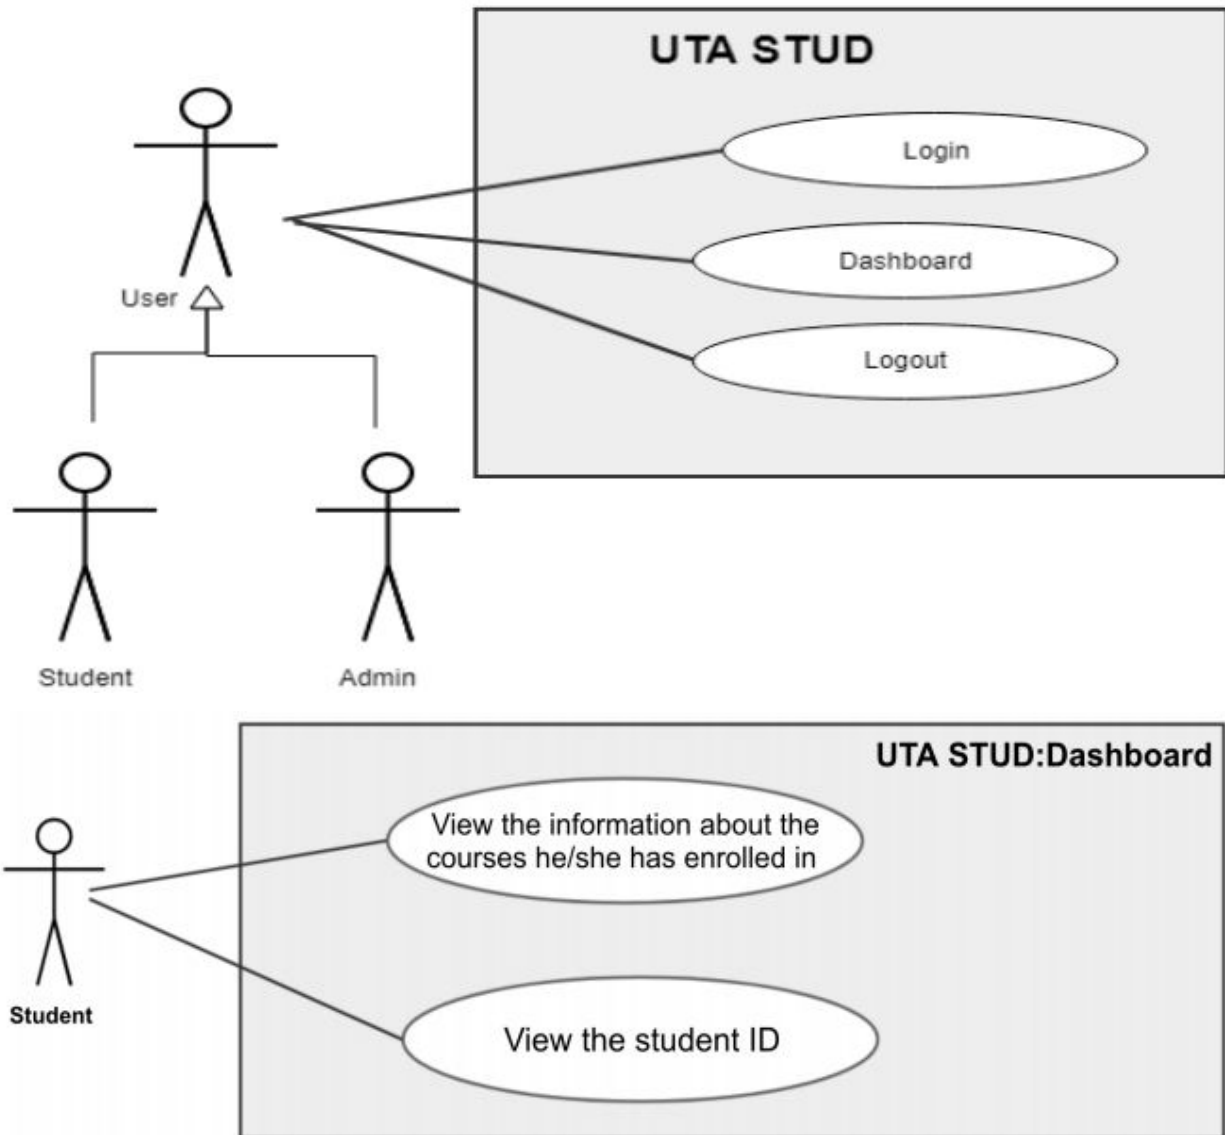 UTA STUD
Login
Dashboard
Logout
User
Student
Admin
UTA STUD:Dashboard
View the information about the
courses he/she has enrolled in
View the student ID
Student